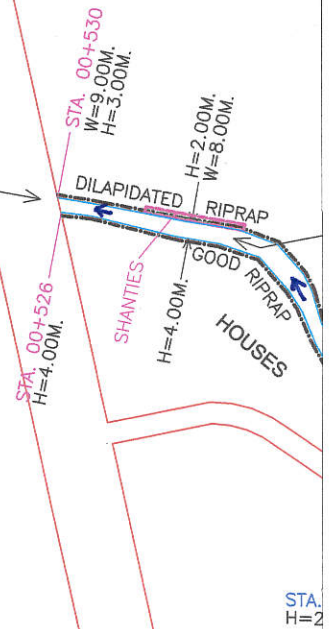 STA. 00+530
W=9.00M.
H=3.00M.
DILAPIDATED RIPRAP
H=2.00M.
W=8.00M.
STA. 00+526
H=4.00M.
SHANTIES
H=4.00M.
GOOD RIPRAP
HOUSES
STA.
H=2